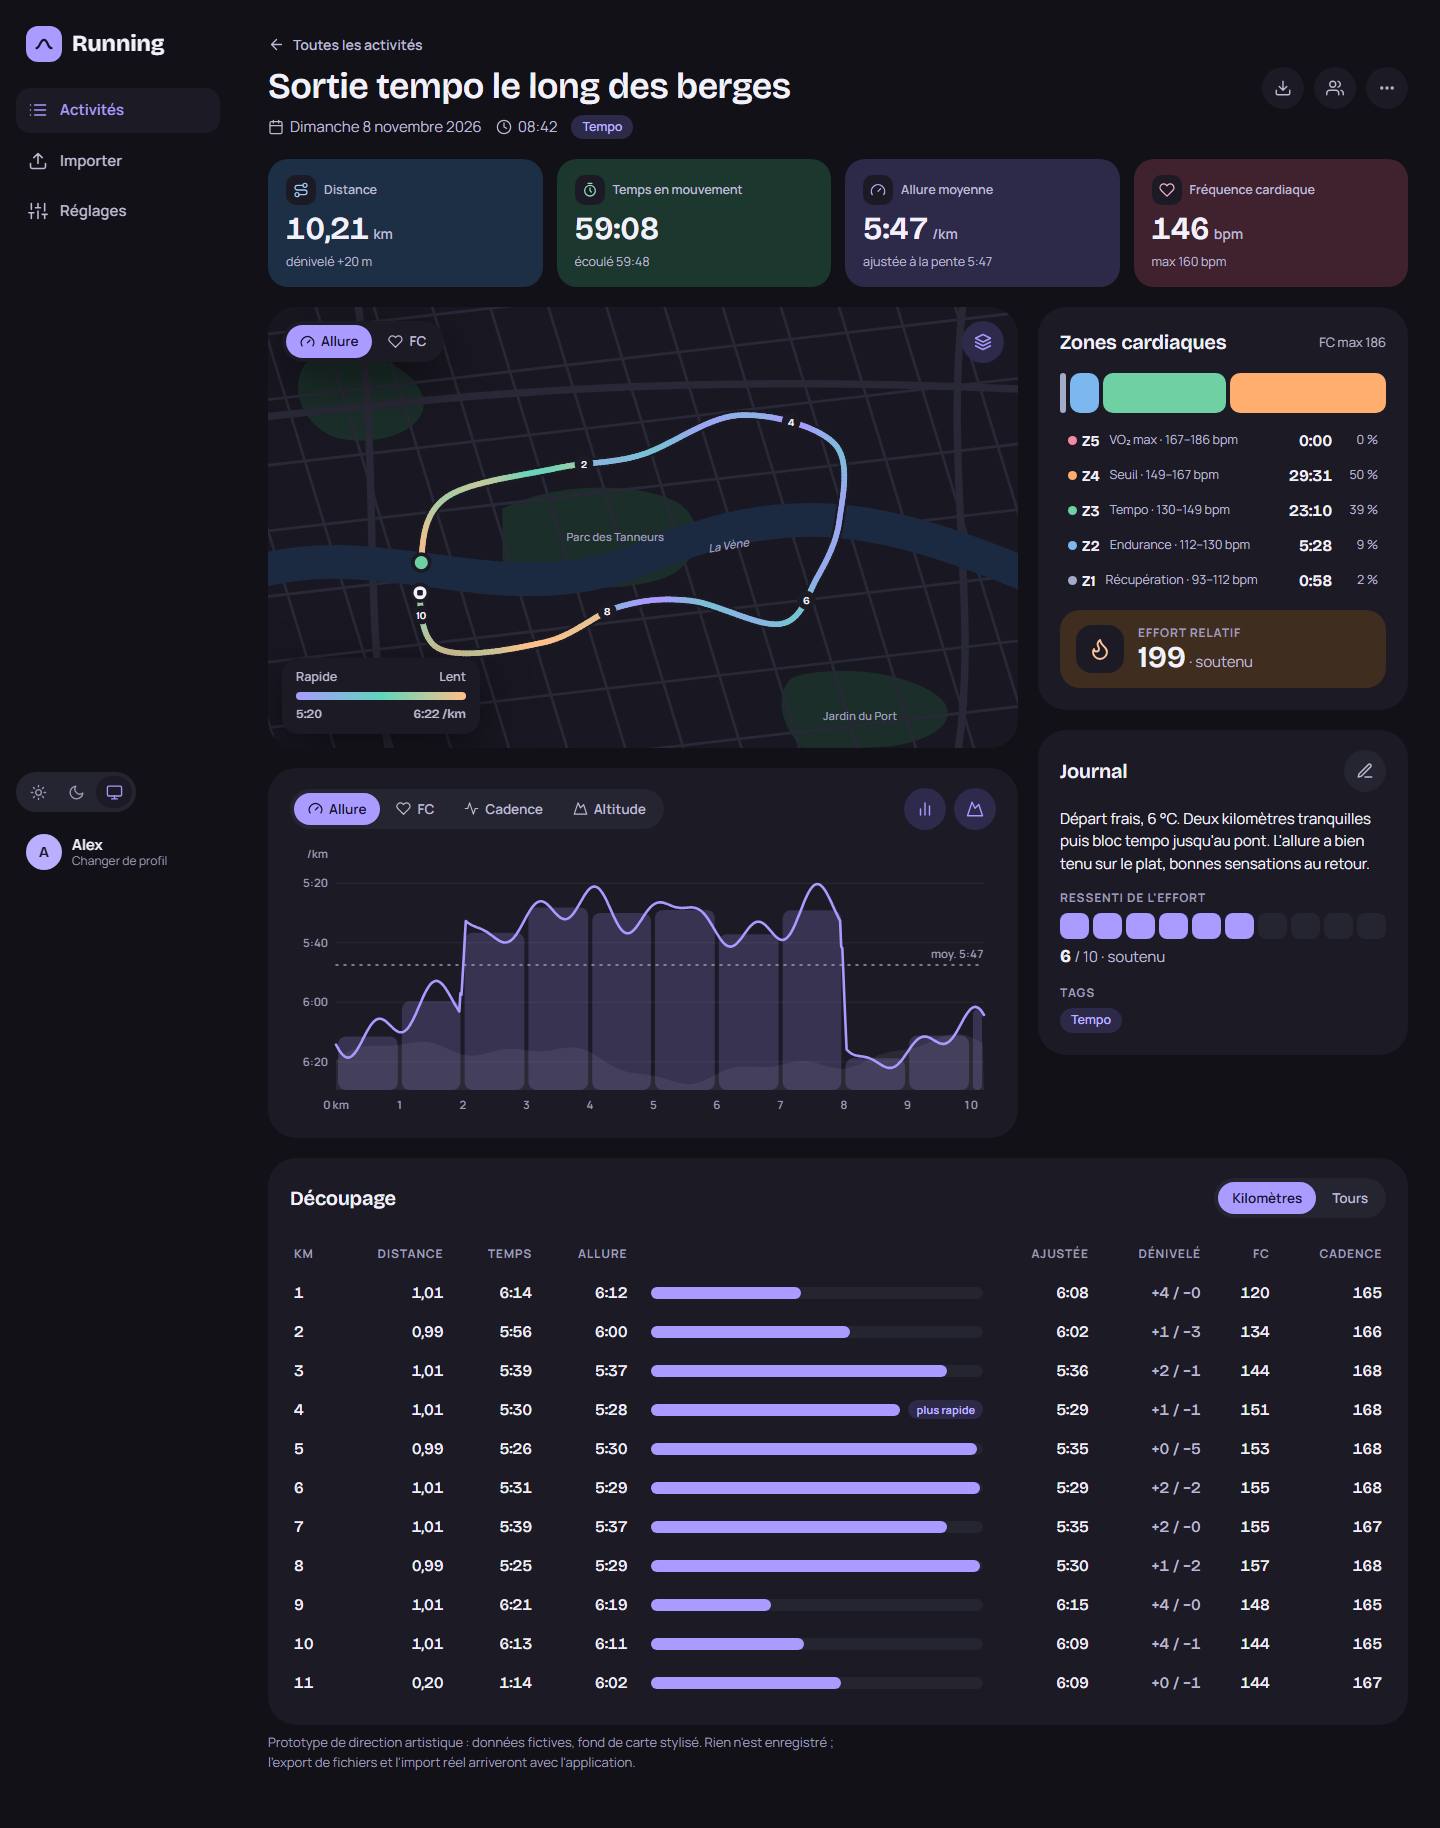 Running
Activités
Importer
Réglages
Alex
Changer de profil
A
Toutes les activités
Sortie tempo le long des berges
Dimanche 8 novembre 2026 08:42 Tempo
Distance
10,21 km
dénivelé +20 m
Temps en mouvement
59:08
écoulé 59:48
Allure moyenne
5:47 /km
ajustée à la pente 5:47
Fréquence cardiaque
146 bpm
max 160 bpm
Allure FC
4
2
Parc des Tanneurs
La Vène
6
8
10
Rapide Lent
5:20 6:22 /km
Jardin du Port
Zones cardiaques FC max 186
Z5 VO₂ max · 167–186 bpm 0:00 0 %
Z4 Seuil · 149–167 bpm 29:31 50 %
Z3 Tempo · 130–149 bpm 23:10 39 %
Z2 Endurance · 112–130 bpm 5:28 9 %
Z1 Récupération · 93–112 bpm 0:58 2 %
EFFORT RELATIF
199 · soutenu
Allure FC Cadence Altitude
/km
5:20
5:40
moy. 5:47
6:00
6:20
0 km 1 2 3 4 5 6 7 8 9 10
Journal
Départ frais, 6 °C. Deux kilomètres tranquilles
puis bloc tempo jusqu'au pont. L'allure a bien
tenu sur le plat, bonnes sensations au retour.
RESSENTI DE L'EFFORT
6 / 10 · soutenu
TAGS
Tempo
Découpage Kilomètres Tours
KM DISTANCE TEMPS ALLURE AJUSTÉE DÉNIVELÉ FC CADENCE
1 1,01 6:14 6:12 6:08 +4 / −0 120 165
2 0,99 5:56 6:00 6:02 +1 / −3 134 166
3 1,01 5:39 5:37 5:36 +2 / −1 144 168
4 1,01 5:30 5:28 plus rapide 5:29 +1 / −1 151 168
5 0,99 5:26 5:30 5:35 +0 / −5 153 168
6 1,01 5:31 5:29 5:29 +2 / −2 155 168
7 1,01 5:39 5:37 5:35 +2 / −0 155 167
8 0,99 5:25 5:29 5:30 +1 / −2 157 168
9 1,01 6:21 6:19 6:15 +4 / −0 148 165
10 1,01 6:13 6:11 6:09 +4 / −1 144 165
11 0,20 1:14 6:02 6:09 +0 / −1 144 167
Prototype de direction artistique : données fictives, fond de carte stylisé. Rien n'est enregistré ;
l'export de fichiers et l'import réel arriveront avec l'application.